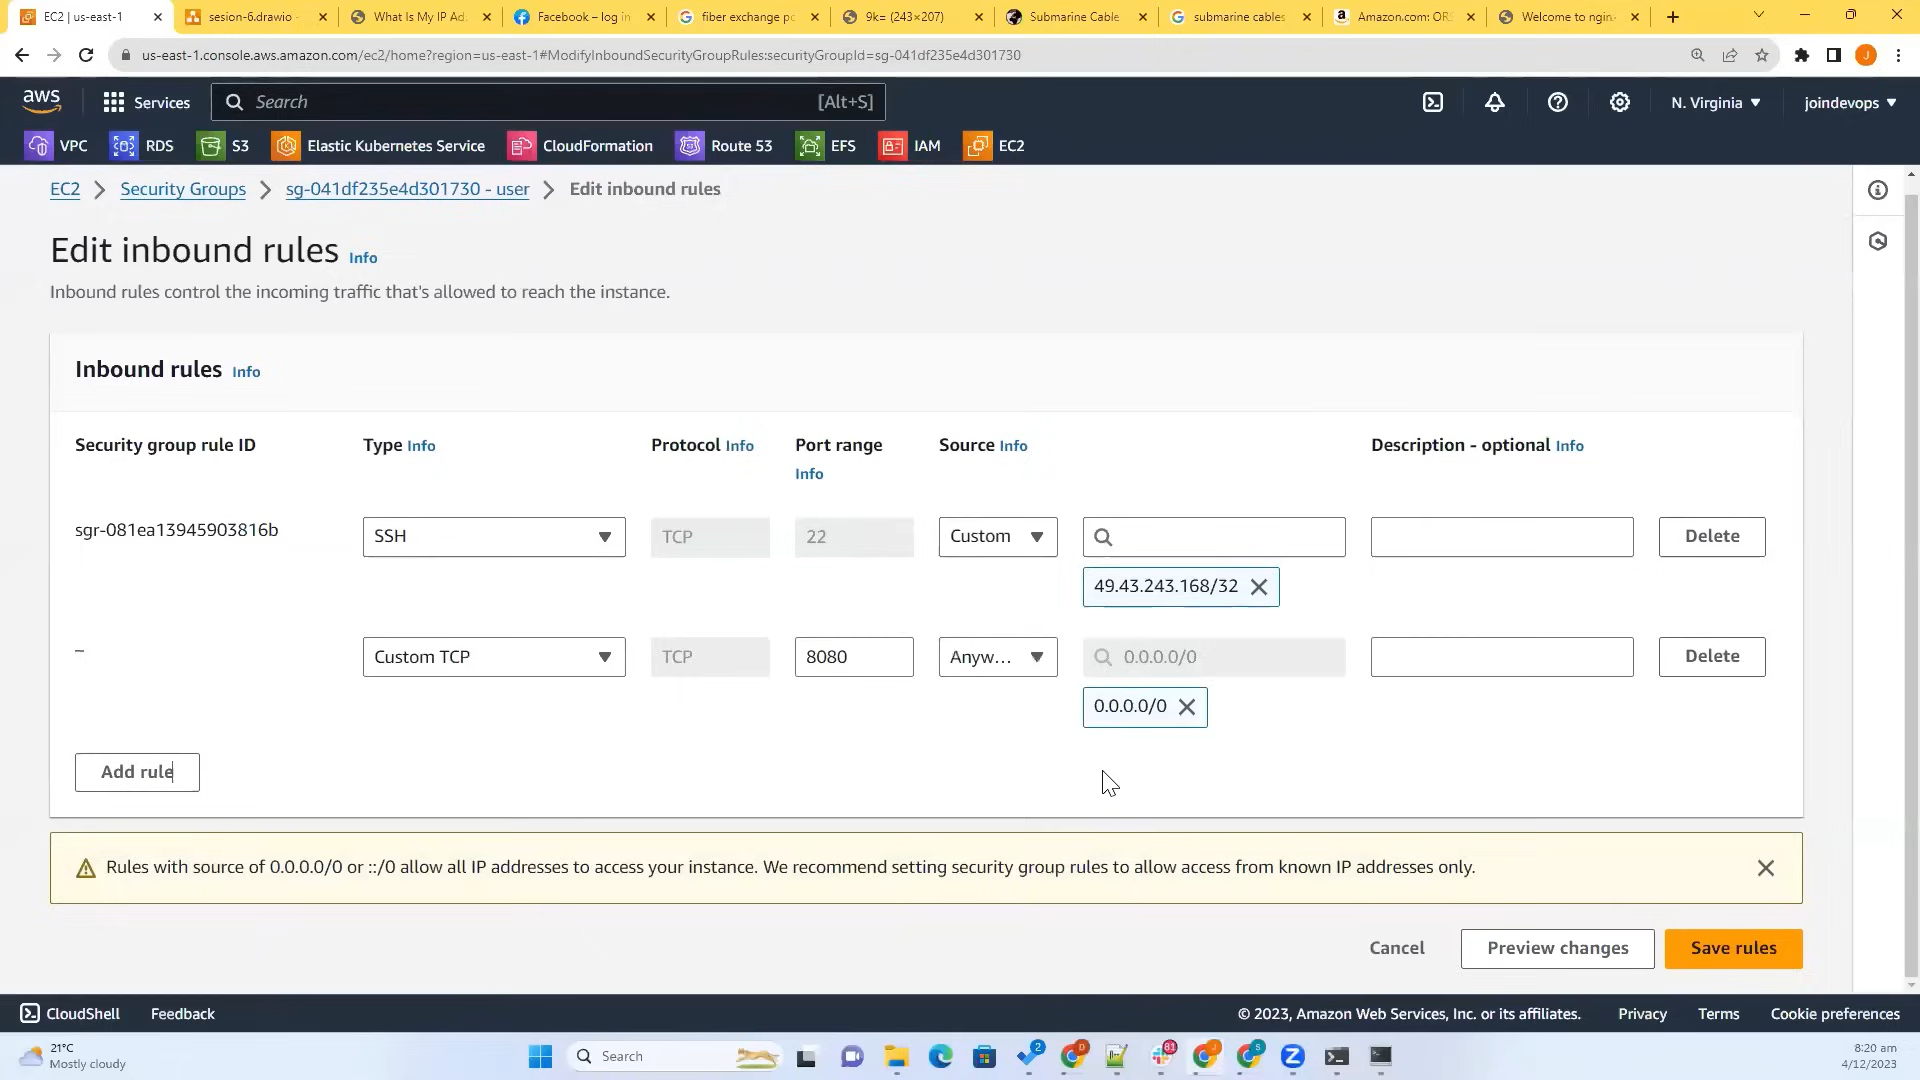 EC2 | us-east-1
sesion-6.drawio -
What Is My IP Ad
Facebook – log in
fiber exchange po
9k= (243×207)
Submarine Cable
submarine cables
Amazon.com: ORS
Welcome to ngin
us-east-1.console.aws.amazon.com/ec2/home?region=us-east-1#ModifyInboundSecurityGroupRules:securityGroupId=sg-041df235e4d301730
J
aws
Services
Search
[Alt+S]
N. Virginia
joindevops
VPC
RDS
S3
Elastic Kubernetes Service
CloudFormation
Route 53
EFS
IAM
EC2
EC2 > Security Groups > sg-041df235e4d301730 - user > Edit inbound rules
Edit inbound rules Info
Inbound rules control the incoming traffic that's allowed to reach the instance.
Inbound rules Info
Security group rule ID
Type Info
Protocol Info
Port range Info
Source Info
Description - optional Info
sgr-081ea13945903816b
SSH
TCP
22
Custom
Delete
49.43.243.168/32
–
Custom TCP
TCP
8080
Anyw...
0.0.0.0/0
Delete
0.0.0.0/0
Add rule
Rules with source of 0.0.0.0/0 or ::/0 allow all IP addresses to access your instance. We recommend setting security group rules to allow access from known IP addresses only.
Cancel
Preview changes
Save rules
CloudShell
Feedback
© 2023, Amazon Web Services, Inc. or its affiliates.
Privacy
Terms
Cookie preferences
21°C
Mostly cloudy
Search
2
D
81
J
S
8:20 am
4/12/2023